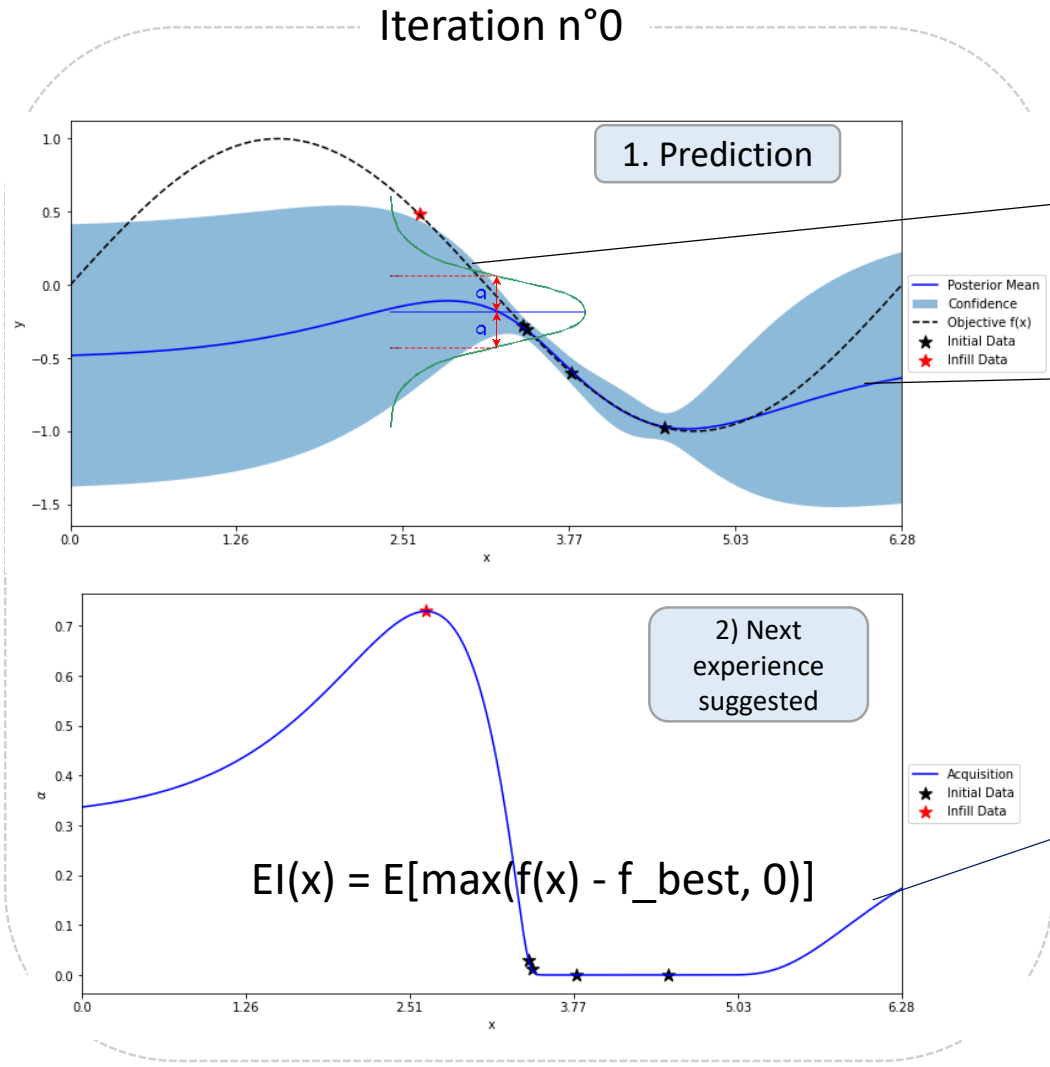 Iteration n°0
1. Prediction
1.0
0.5
0.0
−0.5
−1.0
−1.5
y
σ
σ
0.0 1.26 2.51 3.77 5.03 6.28
x
Posterior Mean
Confidence
Objective f(x)
Initial Data
Infill Data
2) Next
experience
suggested
0.7
0.6
0.5
0.4
0.3
0.2
0.1
0.0
α
EI(x) = E[max(f(x) - f_best, 0)]
0.0 1.26 2.51 3.77 5.03 6.28
x
Acquisition
Initial Data
Infill Data